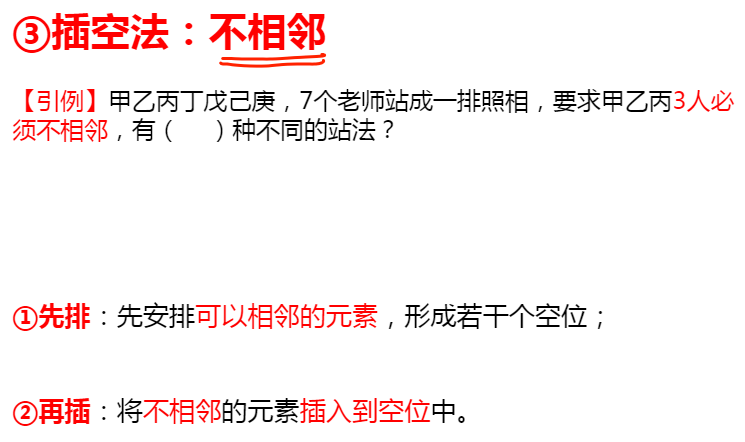 ③插空法：不相邻
【引例】甲乙丙丁戊己庚，7个老师站成一排照相，要求甲乙丙3人必
须不相邻，有（　　）种不同的站法？
①先排：先安排可以相邻的元素，形成若干个空位；
②再插：将不相邻的元素插入到空位中。